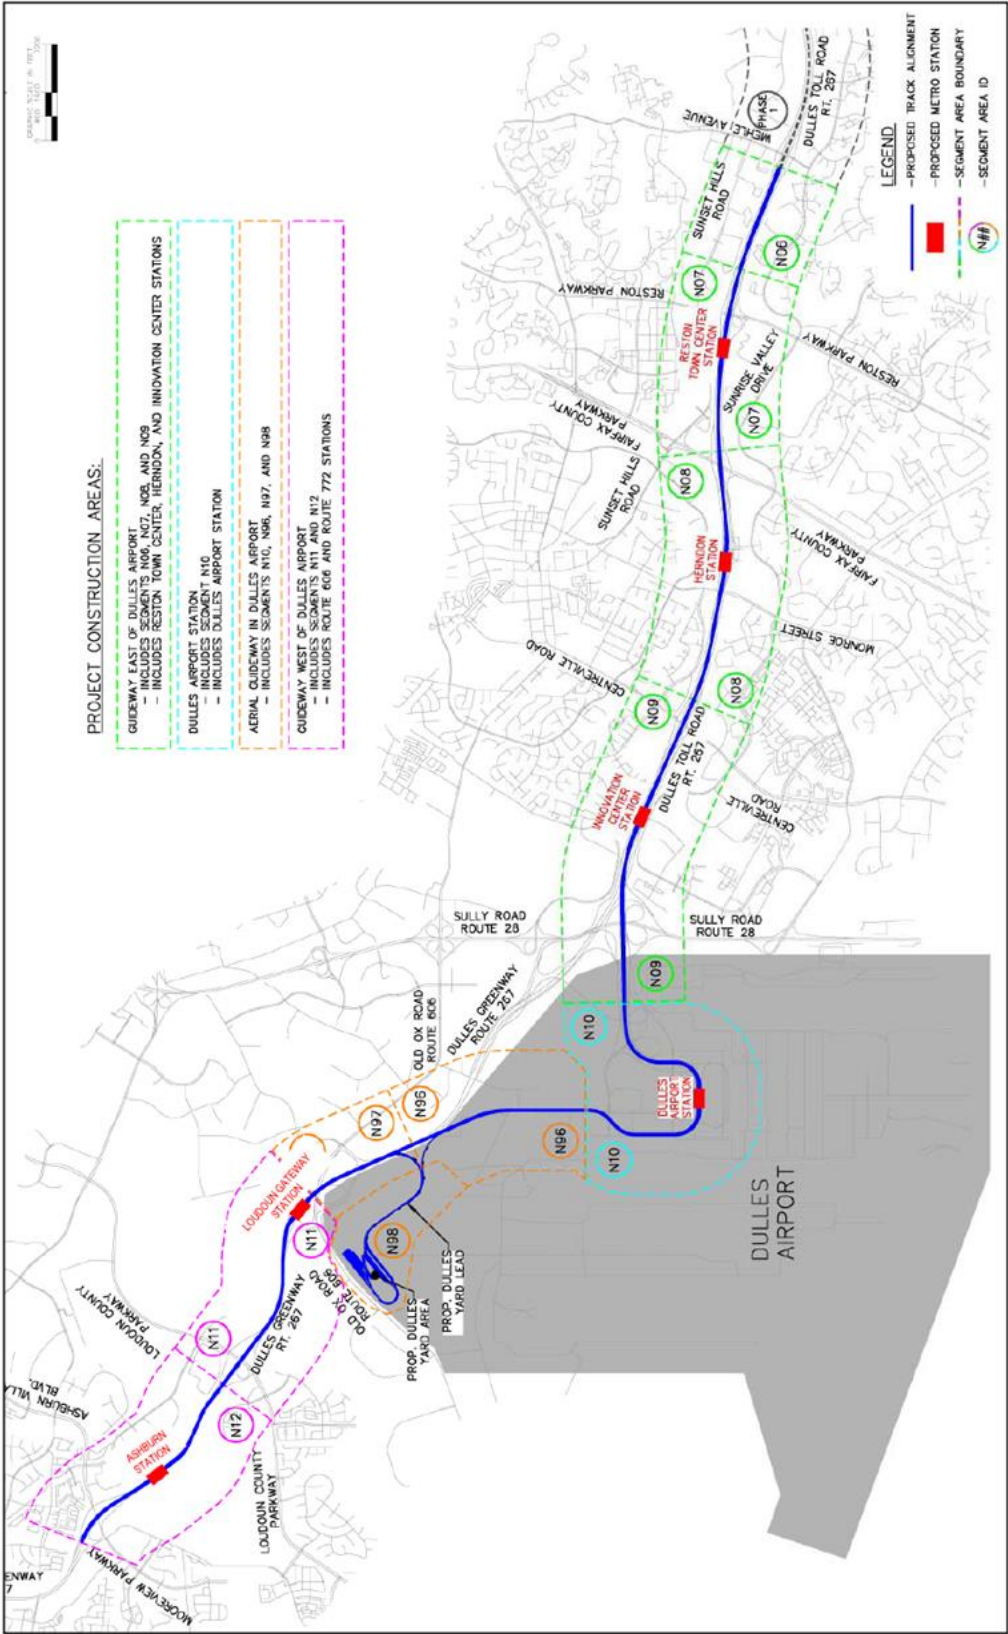 PROJECT CONSTRUCTION AREAS:
GUIDEWAY EAST OF DULLES AIRPORT
- INCLUDES SEGMENTS N06, N07, N08, AND N09
- INCLUDES RESTON TOWN CENTER, HERNDON, AND INNOVATION CENTER STATIONS
DULLES AIRPORT STATION
- INCLUDES SEGMENT N10
- INCLUDES DULLES AIRPORT STATION
AERIAL GUIDEWAY IN DULLES AIRPORT
- INCLUDES SEGMENTS N10, N96, N97, AND N98
GUIDEWAY WEST OF DULLES AIRPORT
- INCLUDES SEGMENTS N11 AND N12
- INCLUDES ROUTE 606 AND ROUTE 772 STATIONS
GRAPHIC SCALE IN FEET
ENWAY
7
MOOREVIEW PARKWAY
ASHBURN VILLA
BLVD.
ASHBURN
STATION
N12
LOUDOUN COUNTY
PARKWAY
LOUDOUN COUNTY
PARKWAY
N11
DULLES GREENWAY
RT. 267
LOUDOUN GATEWAY
STATION
N11
OLD OX ROAD
ROUTE 606
N98
PROP. DULLES
YARD AREA
PROP. DULLES
YARD LEAD
N97
N96
OLD OX ROAD
ROUTE 606
DULLES GREENWAY
ROUTE 267
N96
N10
N10
DULLES
AIRPORT
STATION
DULLES
AIRPORT
SULLY ROAD
ROUTE 28
SULLY ROAD
ROUTE 28
N09
INNOVATION
CENTER
STATION
N09
CENTREVILLE ROAD
DULLES TOLL ROAD
RT. 267
CENTREVILLE
ROAD
N08
MONROE STREET
HERNDON
STATION
N08
SUNSET HILLS
ROAD
FAIRFAX COUNTY
PARKWAY
FAIRFAX COUNTY
PARKWAY
RESTON
TOWN CENTER
STATION
N07
SUNRISE VALLEY
DRIVE
N07
RESTON PARKWAY
RESTON PARKWAY
SUNSET HILLS
ROAD
N06
WIEHLE AVENUE
PHASE
1
DULLES TOLL ROAD
RT. 267
LEGEND
-PROPOSED TRACK ALIGNMENT
-PROPOSED METRO STATION
-SEGMENT AREA BOUNDARY
N##
-SEGMENT AREA ID